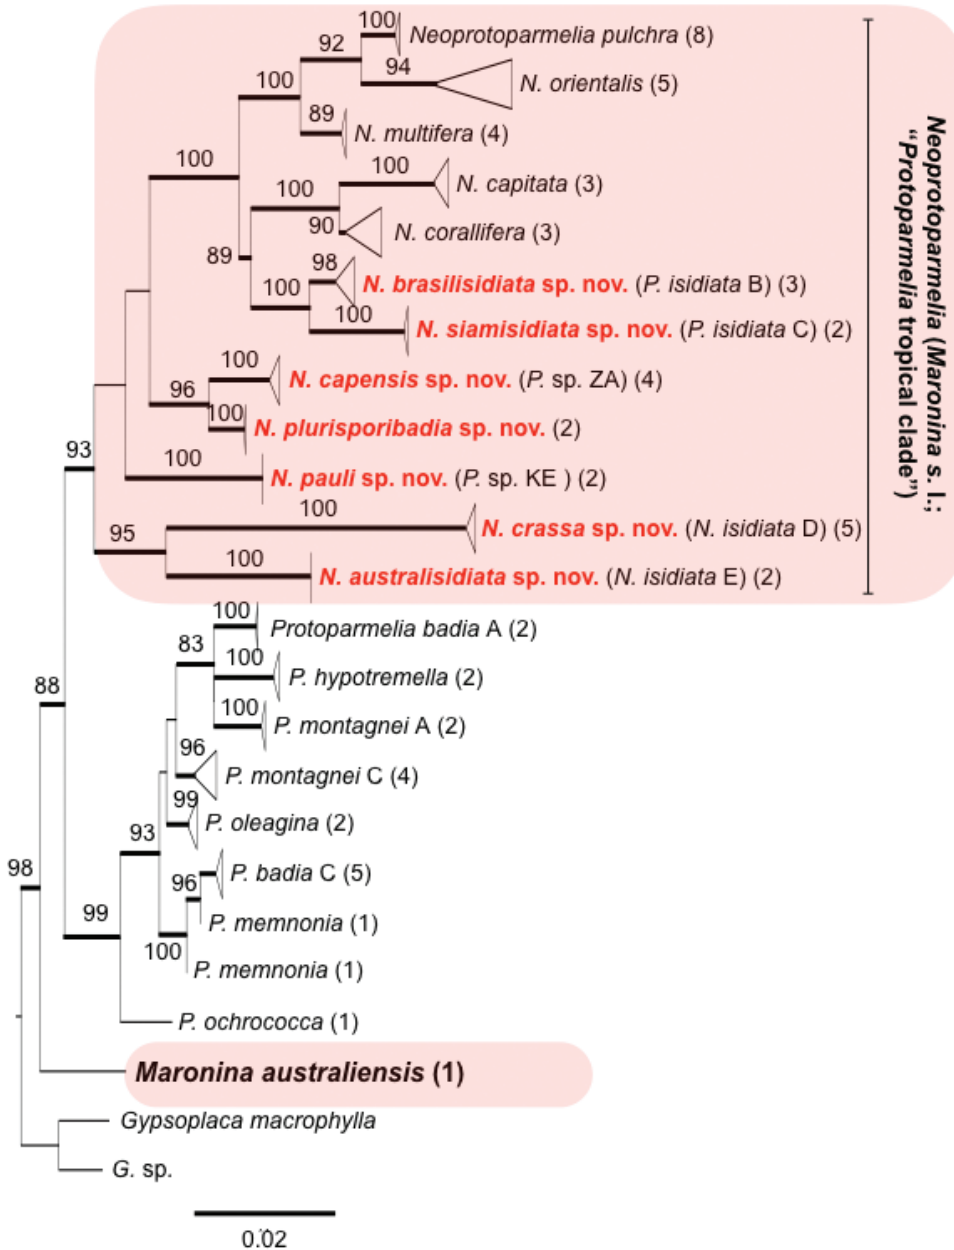 100
Neoprotoparmelia pulchra (8)
92
94
N. orientalis (5)
100
89
N. multifera (4)
100
100
N. capitata (3)
100
90
N. corallifera (3)
89
98
N. brasilisidiata sp. nov. (P. isidiata B) (3)
100
100
N. siamisidiata sp. nov. (P. isidiata C) (2)
100
N. capensis sp. nov. (P. sp. ZA) (4)
96
100
N. plurisporibadia sp. nov. (2)
93
100
N. pauli sp. nov. (P. sp. KE ) (2)
100
N. crassa sp. nov. (N. isidiata D) (5)
95
100
N. australisidiata sp. nov. (N. isidiata E) (2)
Neoprotoparmelia (Maronina s. l.;
“Protoparmelia tropical clade”)
100
Protoparmelia badia A (2)
83
100
P. hypotremella (2)
88
100
P. montagnei A (2)
96
P. montagnei C (4)
99
P. oleagina (2)
93
98
P. badia C (5)
96
P. memnonia (1)
99
100
P. memnonia (1)
P. ochrococca (1)
Maronina australiensis (1)
Gypsoplaca macrophylla
G. sp.
0.02